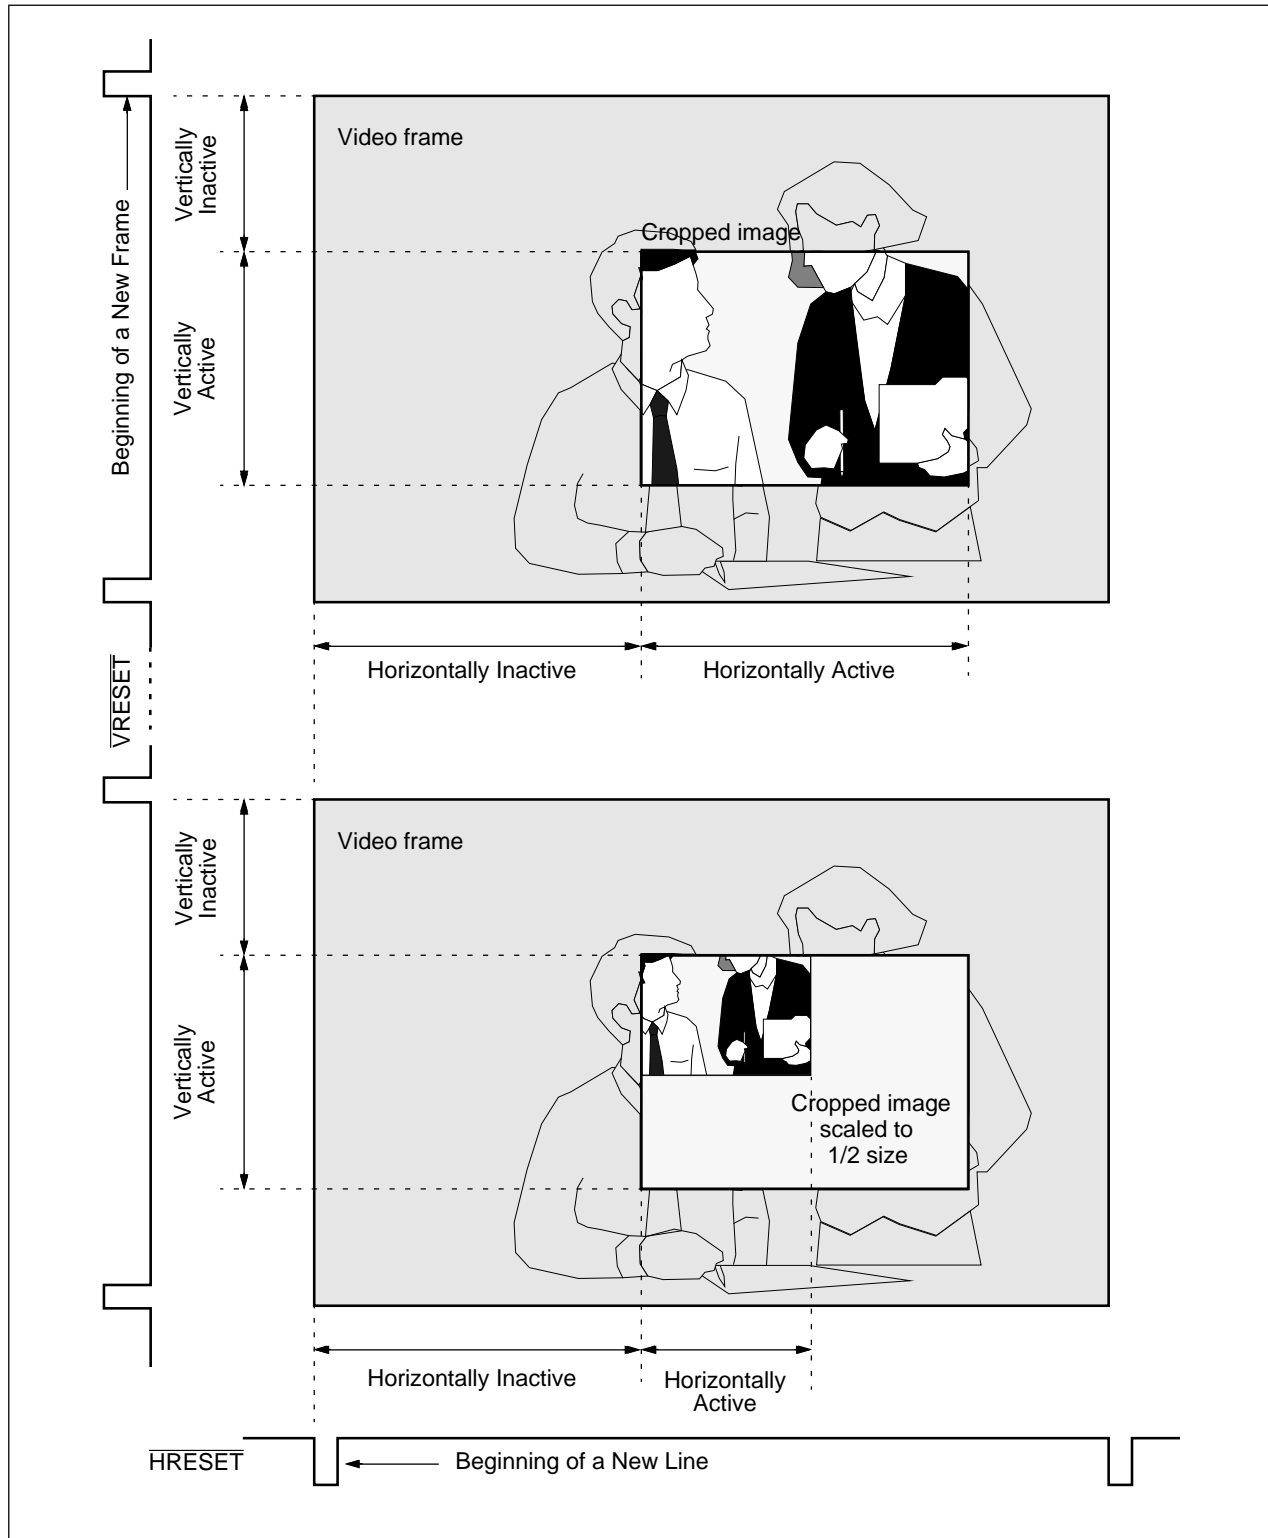 Video frame
Vertically
Inactive
Cropped image
Beginning of a New Frame
Vertically
Active
Horizontally Inactive
Horizontally Active
VRESET
Video frame
Vertically
Inactive
Vertically
Active
Cropped image
scaled to
1/2 size
Horizontally Inactive
Horizontally
Active
HRESET
Beginning of a New Line